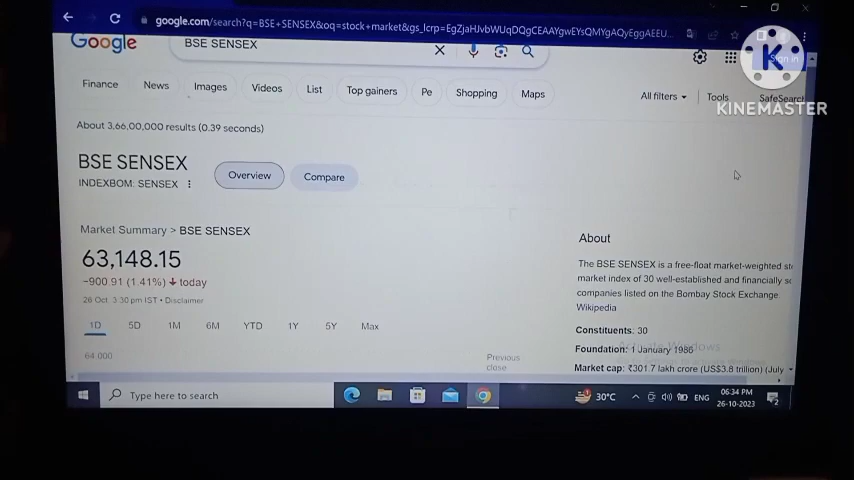 google.com/search?q=BSE+SENSEX&oq=stock+market&gs_lcrp=EgZjaHJvbWUqDQgCEAAYgwEYsQMYgAQyEggAEEU...
Google
BSE SENSEX
K
Sign in
KINEMASTER
Finance
News
Images
Videos
List
Top gainers
Pe
Shopping
Maps
All filters
Tools
SafeSearch
About 3,66,00,000 results (0.39 seconds)
BSE SENSEX
INDEXBOM: SENSEX
Overview
Compare
Market Summary > BSE SENSEX
63,148.15
−900.91 (1.41%) today
26 Oct, 3:30 pm IST • Disclaimer
1D 5D 1M 6M YTD 1Y 5Y Max
64 000
Previous
close
About
The BSE SENSEX is a free-float market-weighted
market index of 30 well-established and financially
companies listed on the Bombay Stock Exchange.
Wikipedia
Constituents: 30
Foundation: 1 January 1986
Activate Windows
Market cap: ₹301.7 lakh crore (US$3.8 trillion) (July
Type here to search
30°C
ENG
06:34 PM
26-10-2023